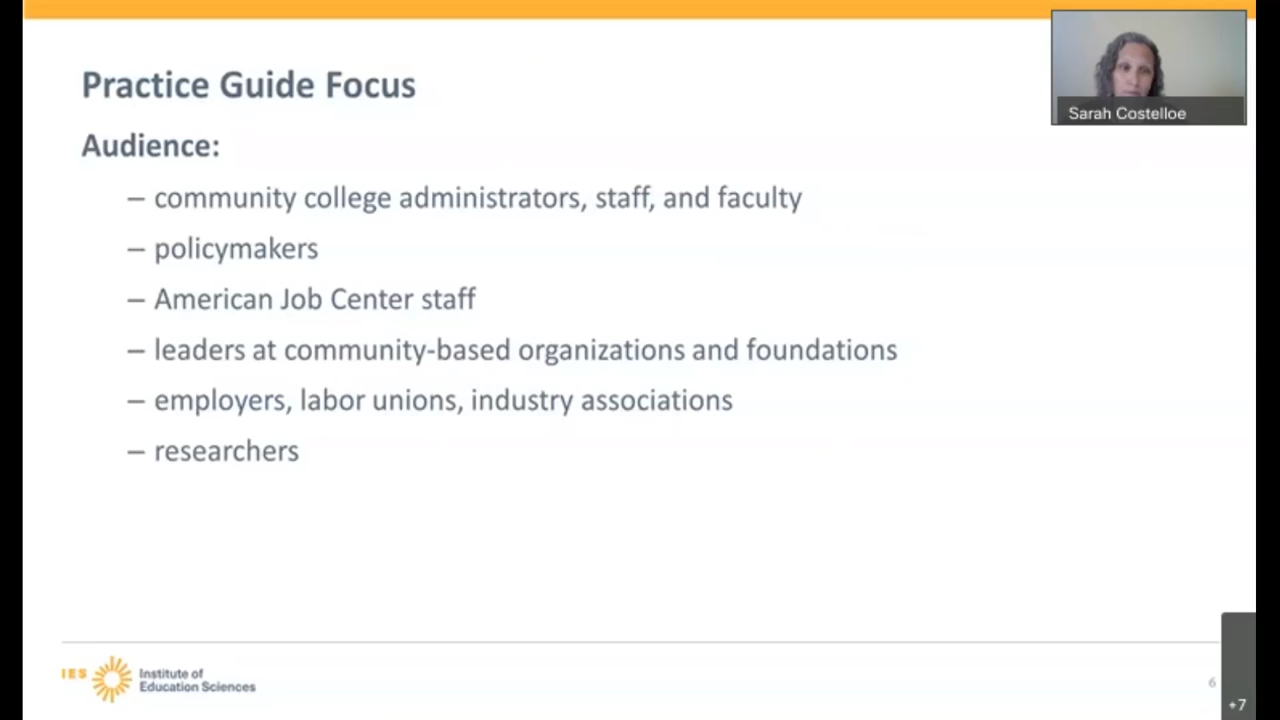 Practice Guide Focus
Sarah Costelloe
Audience:
– community college administrators, staff, and faculty
– policymakers
– American Job Center staff
– leaders at community-based organizations and foundations
– employers, labor unions, industry associations
– researchers
IES
Institute of
Education Sciences
6
+7